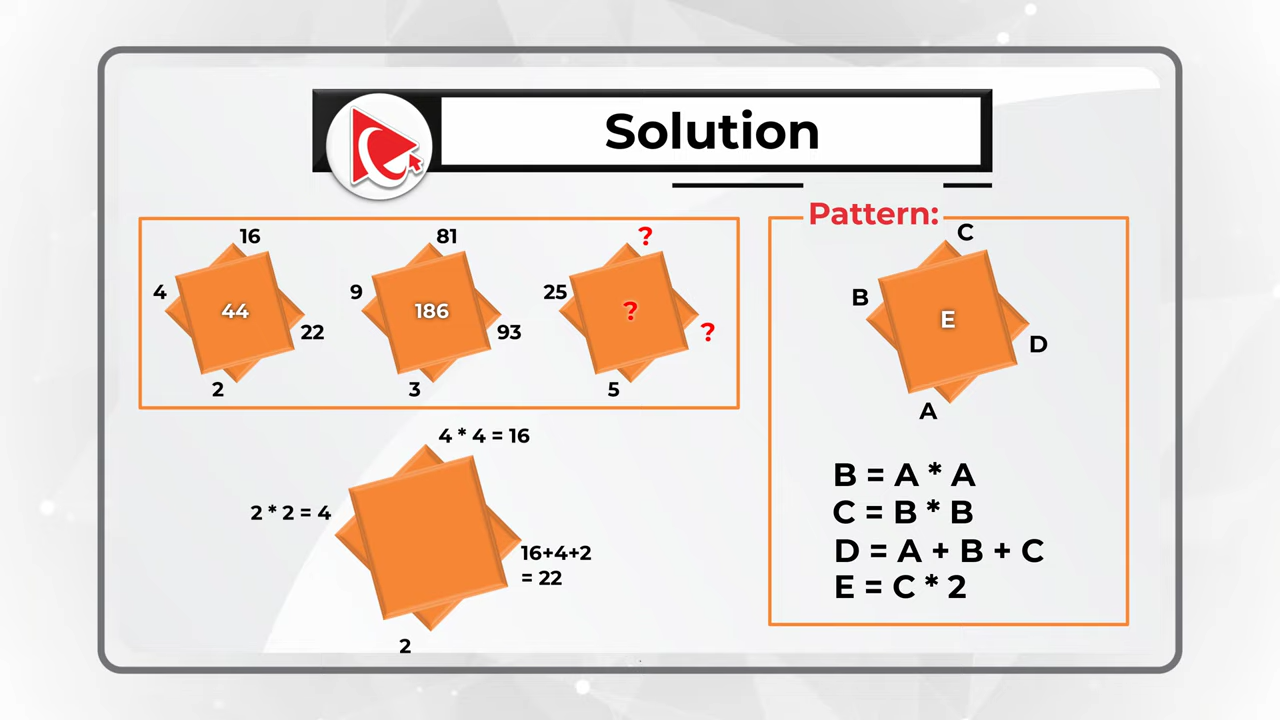 Solution
Pattern:
16
4
44
22
2
81
9
186
93
3
?
25
?
?
5
C
B
E
D
A
4 * 4 = 16
2 * 2 = 4
16+4+2
= 22
2
B = A * A
C = B * B
D = A + B + C
E = C * 2